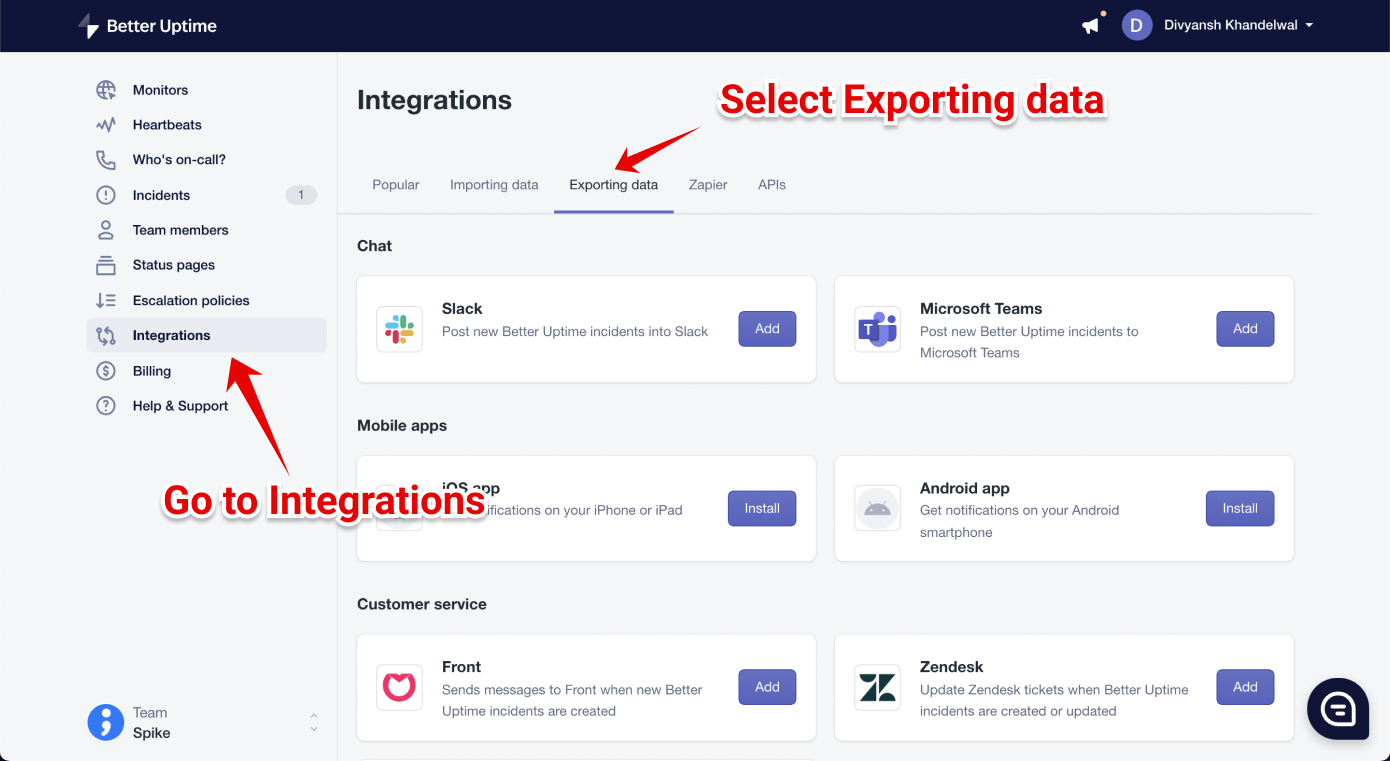 Better Uptime
D
Divyansh Khandelwal
Monitors
Heartbeats
Who's on-call?
Incidents
1
Team members
Status pages
Escalation policies
Integrations
Billing
Help & Support
Go to Integrations
Team
Spike
Integrations
Select Exporting data
Popular
Importing data
Exporting data
Zapier
APIs
Chat
Slack
Post new Better Uptime incidents into Slack
Add
T
Microsoft Teams
Post new Better Uptime incidents to
Microsoft Teams
Add
Mobile apps
iOS app
notifications on your iPhone or iPad
Install
Android app
Get notifications on your Android
smartphone
Install
Customer service
Front
Sends messages to Front when new Better
Uptime incidents are created
Add
Zendesk
Update Zendesk tickets when Better Uptime
incidents are created or updated
Add